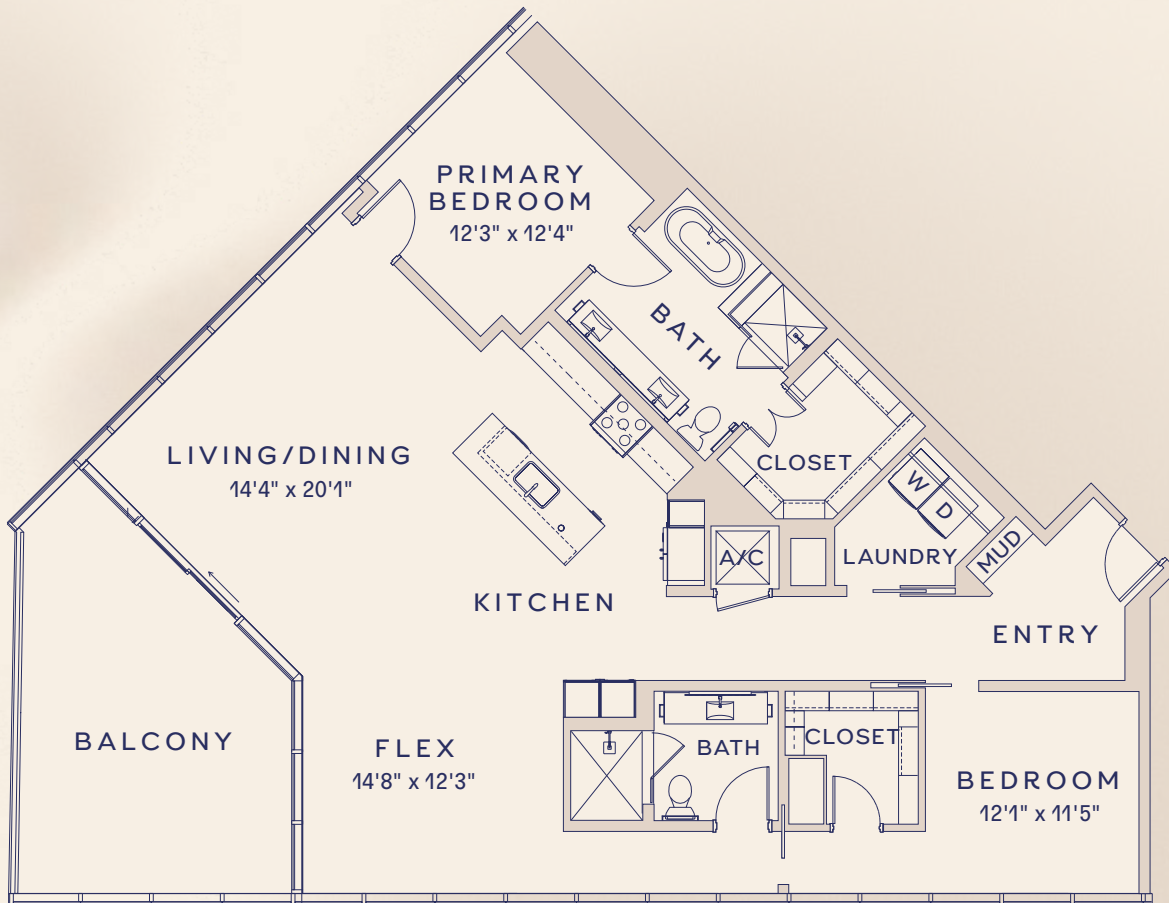 PRIMARY
BEDROOM
12'3" x 12'4"
BATH
LIVING/DINING
14'4" x 20'1"
CLOSET
W
D
A/C
LAUNDRY
MUD
KITCHEN
ENTRY
BALCONY
FLEX
14'8" x 12'3"
BATH
CLOSET
BEDROOM
12'1" x 11'5"